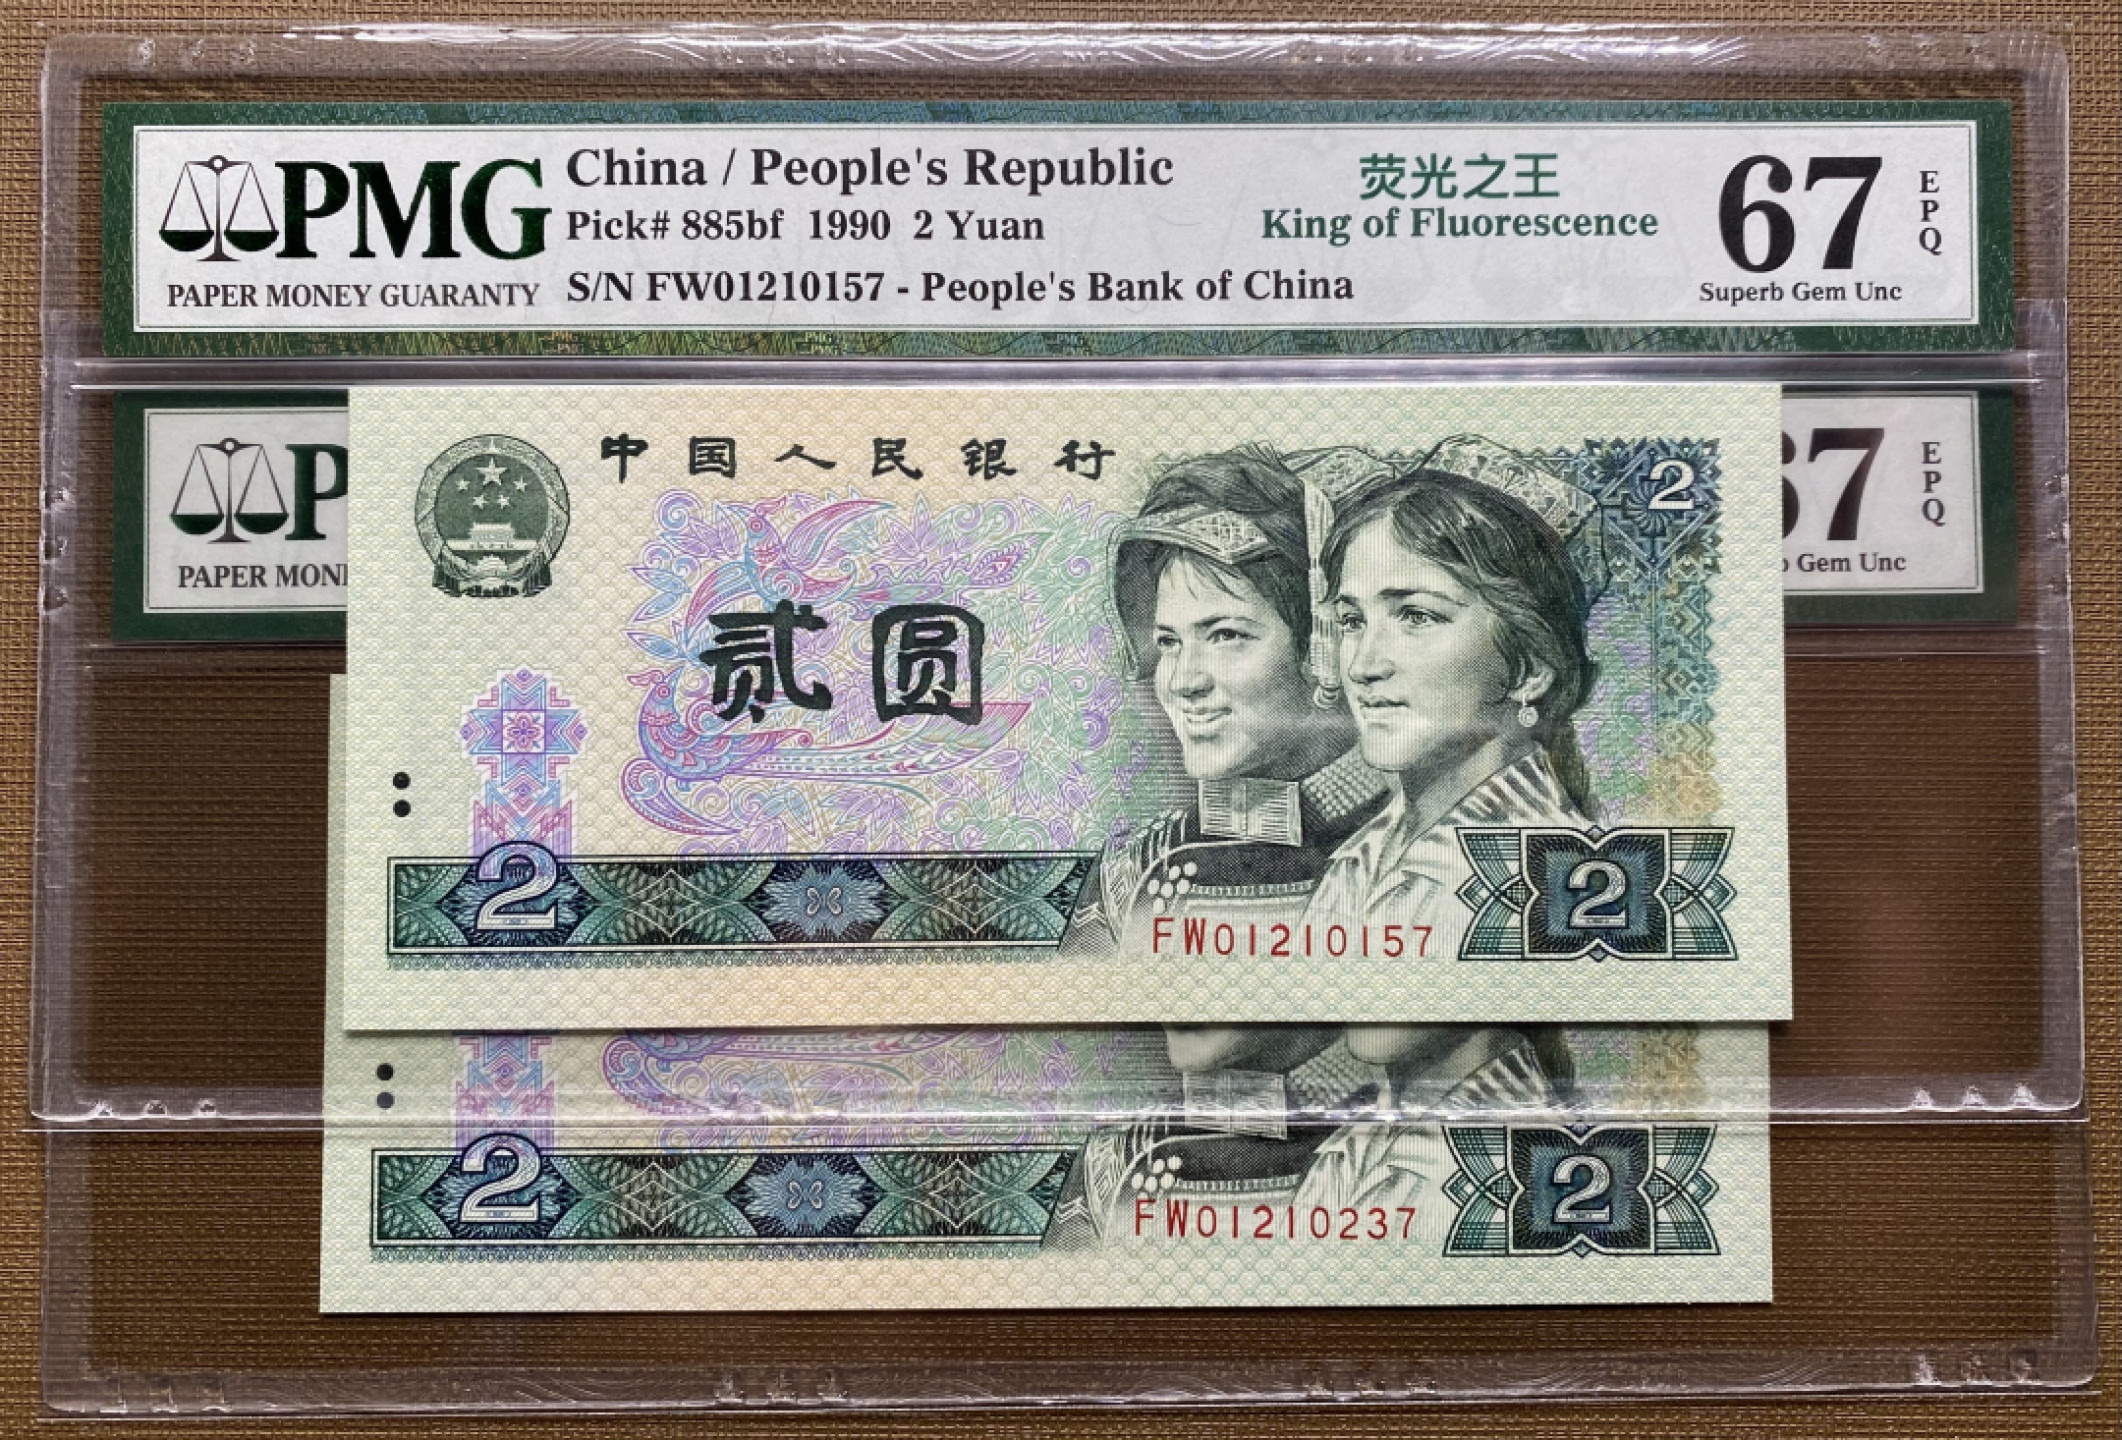 PMG
PAPER MONEY GUARANTY
China / People's Republic
Pick# 885bf 1990 2 Yuan
S/N FW01210157 - People's Bank of China
荧光之王
King of Fluorescence
67
EPQ
Superb Gem Unc
PAPER
67
EPQ
Gem Unc
中国人民银行
2
贰圆
2
FW01210157
2
2
FW01210237
2